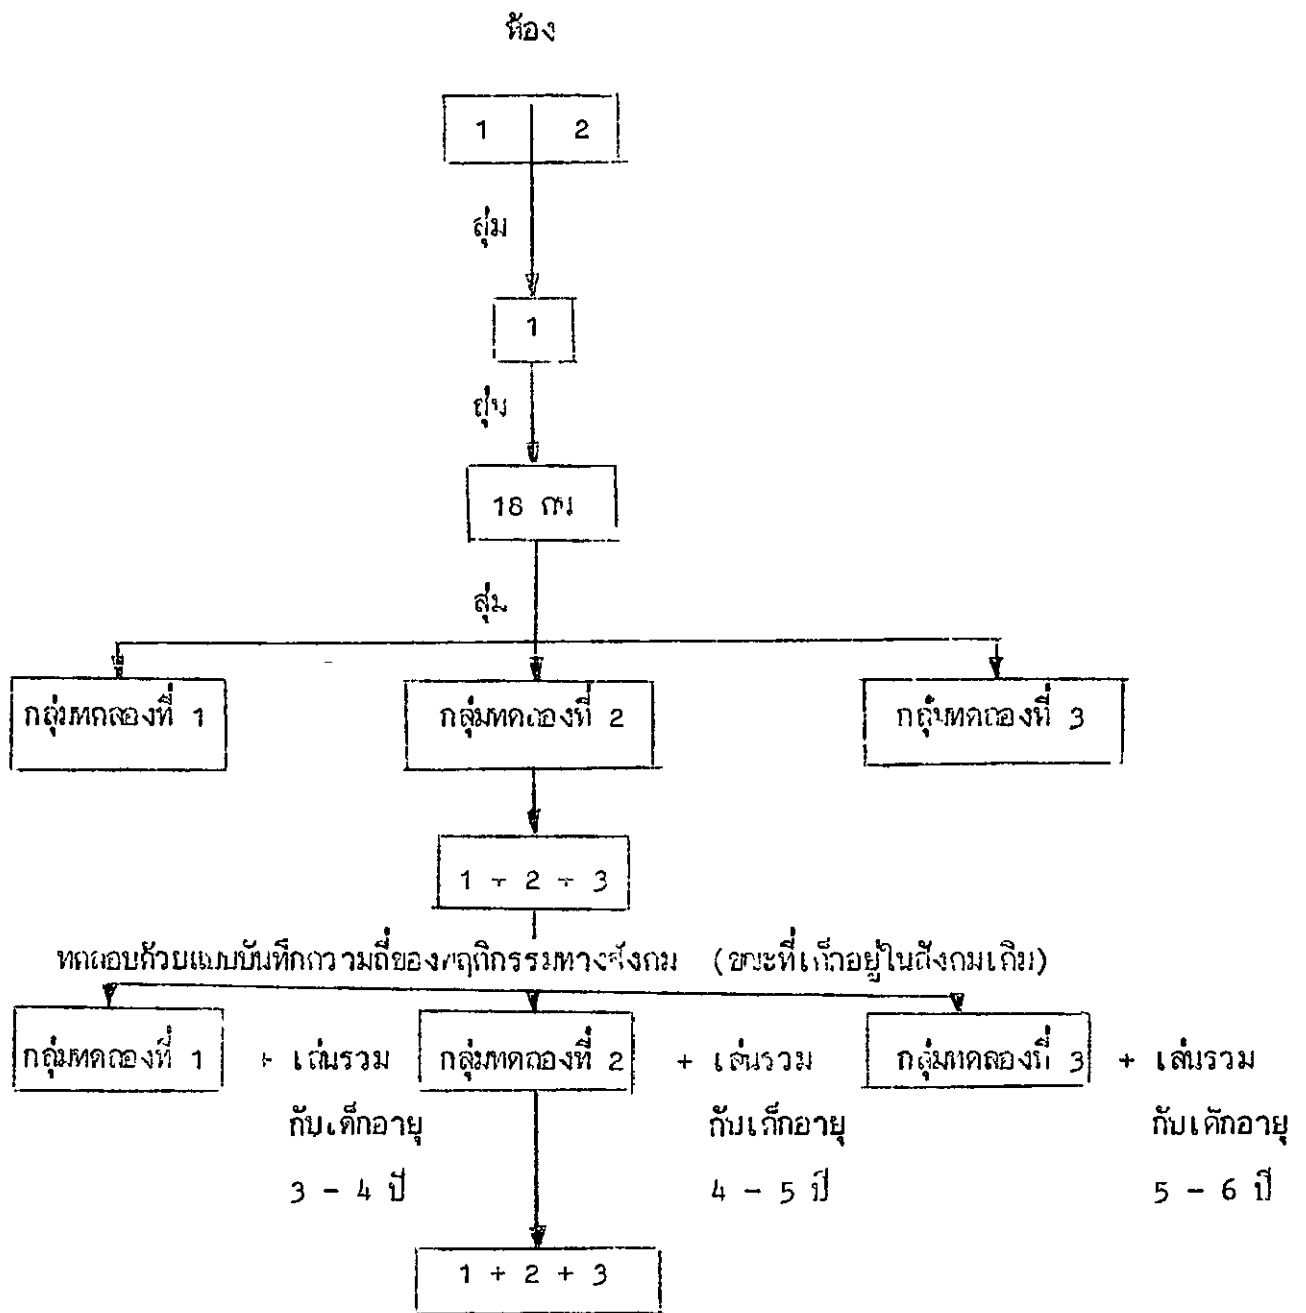 ห้อง
1 2
สุ่ม
1
สุ่ม
18 คน
สุ่ม
กลุ่มทดลองที่ 1 กลุ่มทดลองที่ 2 กลุ่มทดลองที่ 3
1 + 2 + 3
ทดสอบด้วยแบบบันทึกความถี่ของพฤติกรรมทางสังคม (ขณะที่เด็กอยู่ในสังคมเดิม)
กลุ่มทดลองที่ 1 + เล่นรวม กลุ่มทดลองที่ 2 + เล่นรวม กลุ่มทดลองที่ 3 + เล่นรวม
กับเด็กอายุ กับเด็กอายุ กับเด็กอายุ
3 - 4 ปี 4 - 5 ปี 5 - 6 ปี
1 + 2 + 3